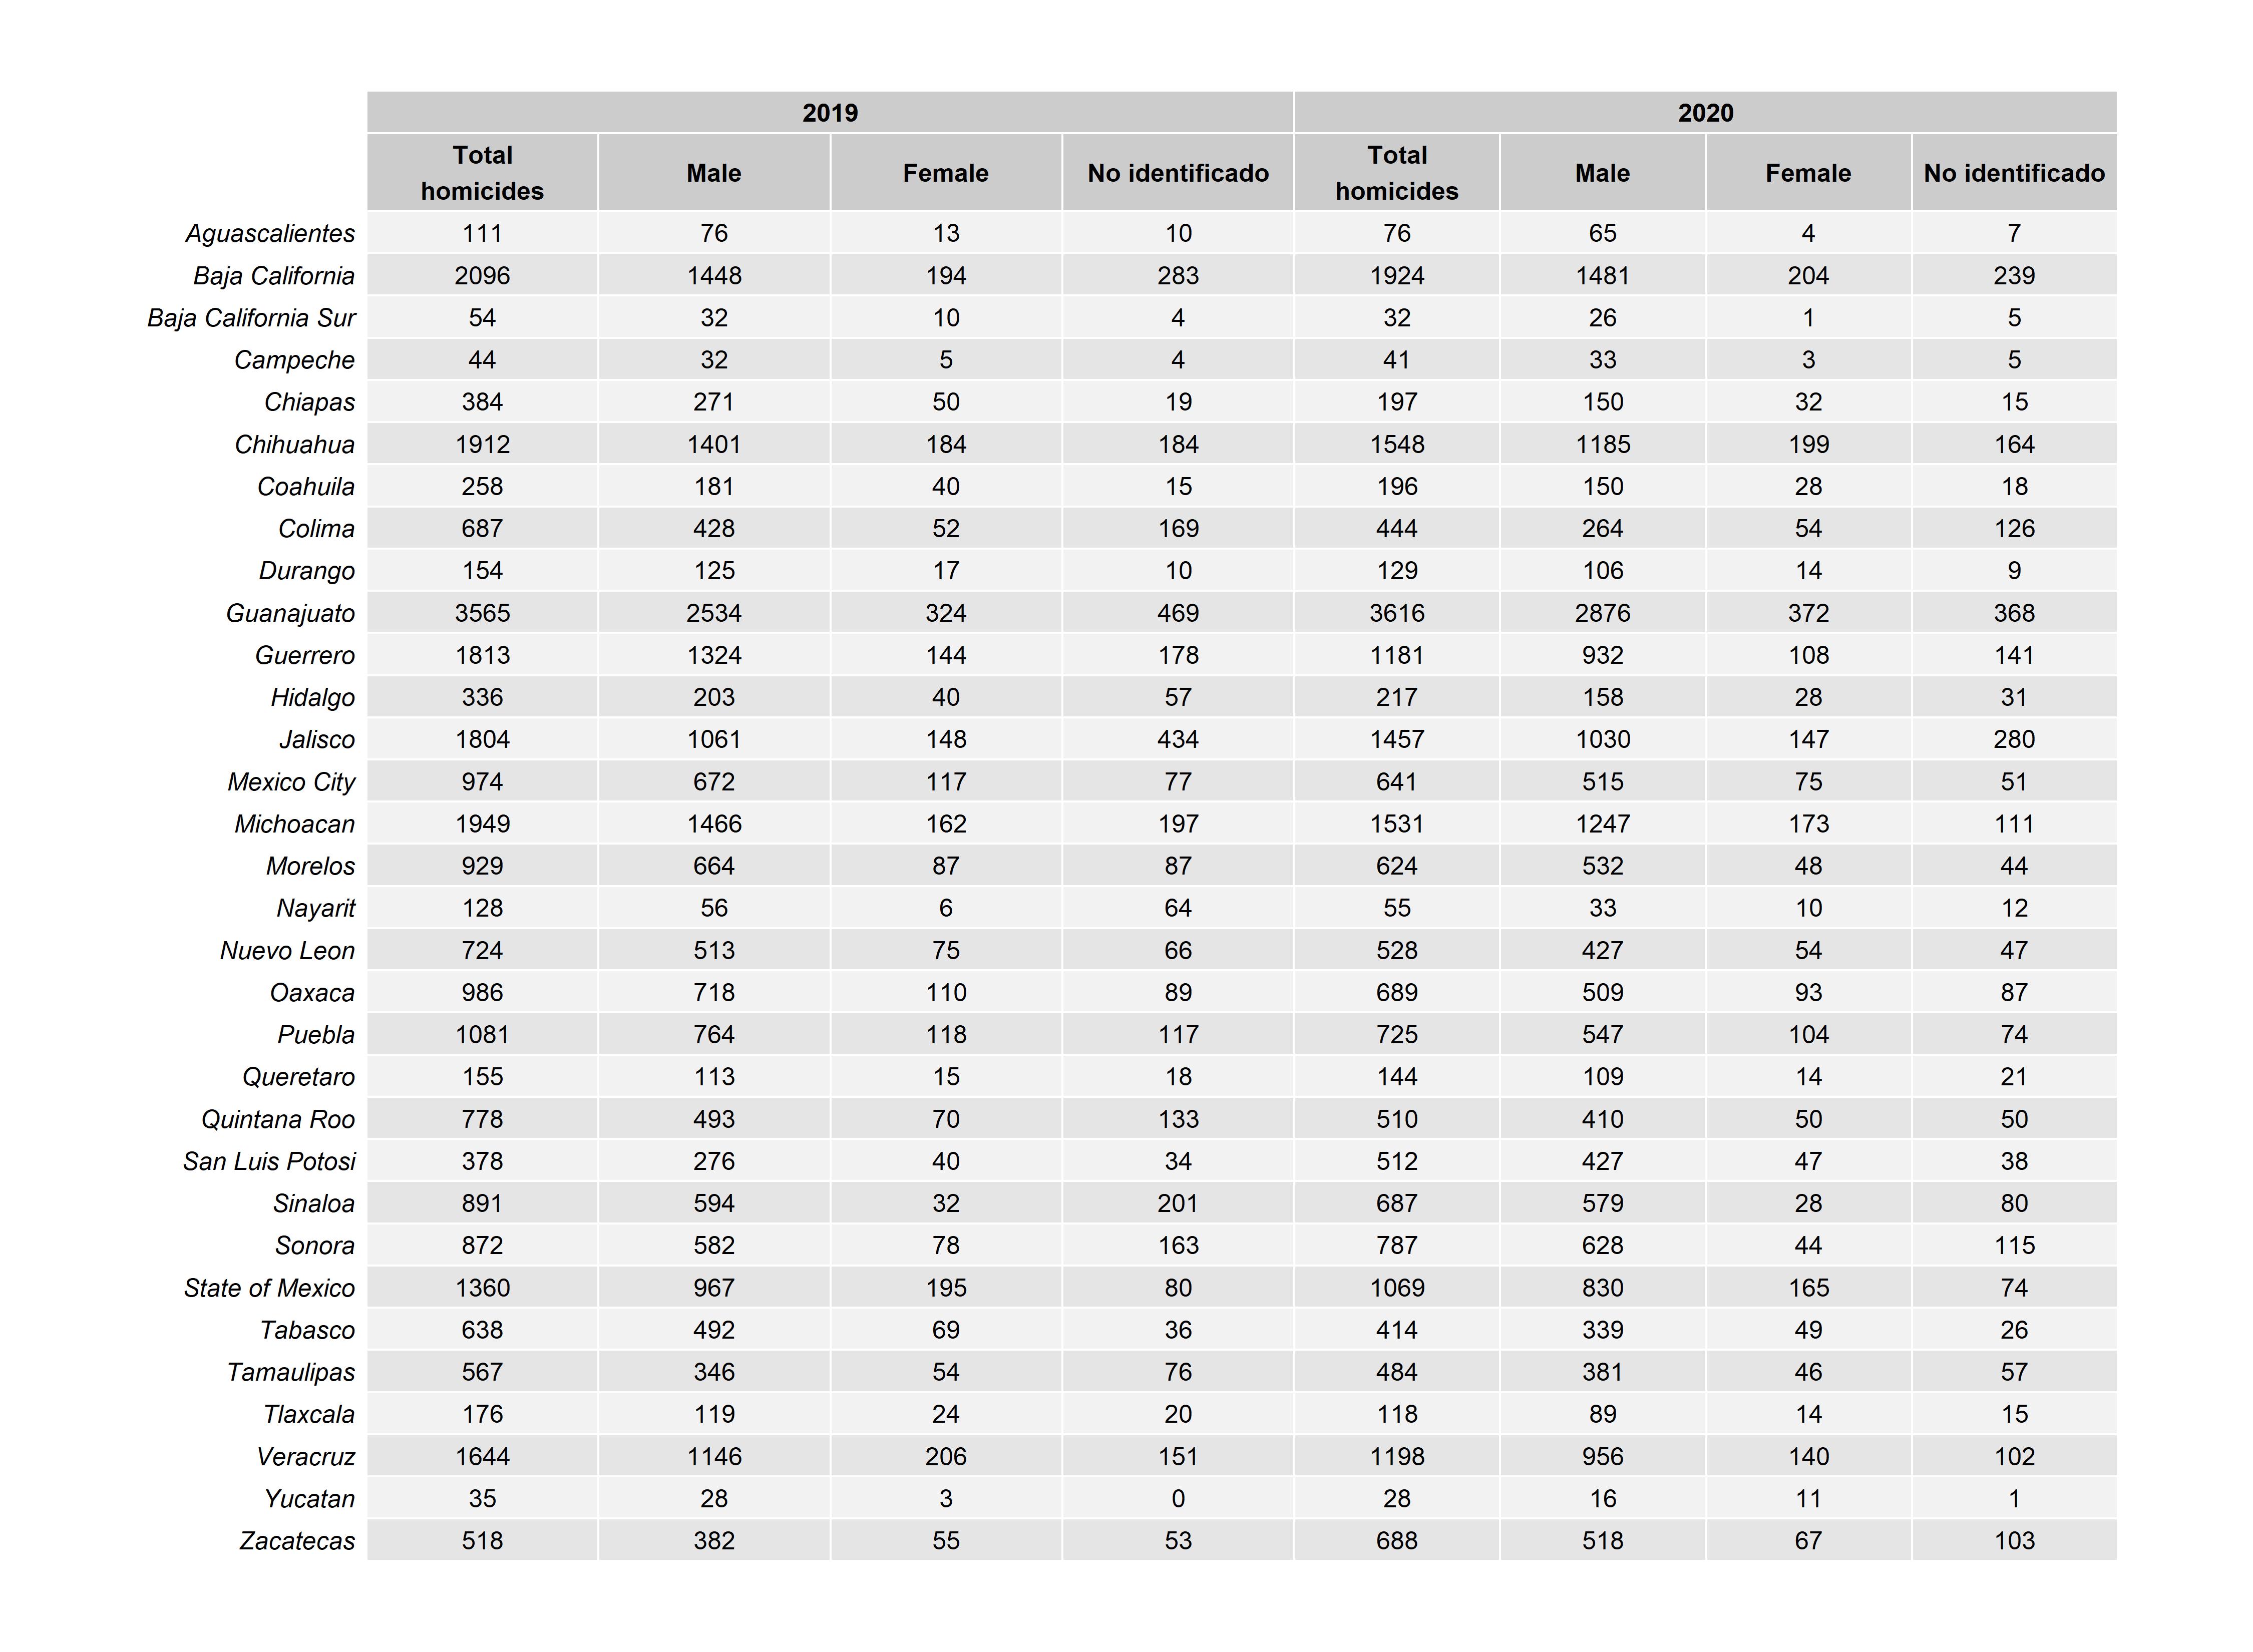 2019 2020
Total Total
Male Female No identificado Male Female No identificado
homicides homicides
Aguascalientes 111 76 13 10 76 65 4 7
Baja California 2096 1448 194 283 1924 1481 204 239
Baja California Sur 54 32 10 4 32 26 1 5
Campeche 44 32 5 4 41 33 3 5
Chiapas 384 271 50 19 197 150 32 15
Chihuahua 1912 1401 184 184 1548 1185 199 164
Coahuila 258 181 40 15 196 150 28 18
Colima 687 428 52 169 444 264 54 126
Durango 154 125 17 10 129 106 14 9
Guanajuato 3565 2534 324 469 3616 2876 372 368
Guerrero 1813 1324 144 178 1181 932 108 141
Hidalgo 336 203 40 57 217 158 28 31
Jalisco 1804 1061 148 434 1457 1030 147 280
Mexico City 974 672 117 77 641 515 75 51
Michoacan 1949 1466 162 197 1531 1247 173 111
Morelos 929 664 87 87 624 532 48 44
Nayarit 128 56 6 64 55 33 10 12
Nuevo Leon 724 513 75 66 528 427 54 47
Oaxaca 986 718 110 89 689 509 93 87
Puebla 1081 764 118 117 725 547 104 74
Queretaro 155 113 15 18 144 109 14 21
Quintana Roo 778 493 70 133 510 410 50 50
San Luis Potosi 378 276 40 34 512 427 47 38
Sinaloa 891 594 32 201 687 579 28 80
Sonora 872 582 78 163 787 628 44 115
State of Mexico 1360 967 195 80 1069 830 165 74
Tabasco 638 492 69 36 414 339 49 26
Tamaulipas 567 346 54 76 484 381 46 57
Tlaxcala 176 119 24 20 118 89 14 15
Veracruz 1644 1146 206 151 1198 956 140 102
Yucatan 35 28 3 0 28 16 11 1
Zacatecas 518 382 55 53 688 518 67 103